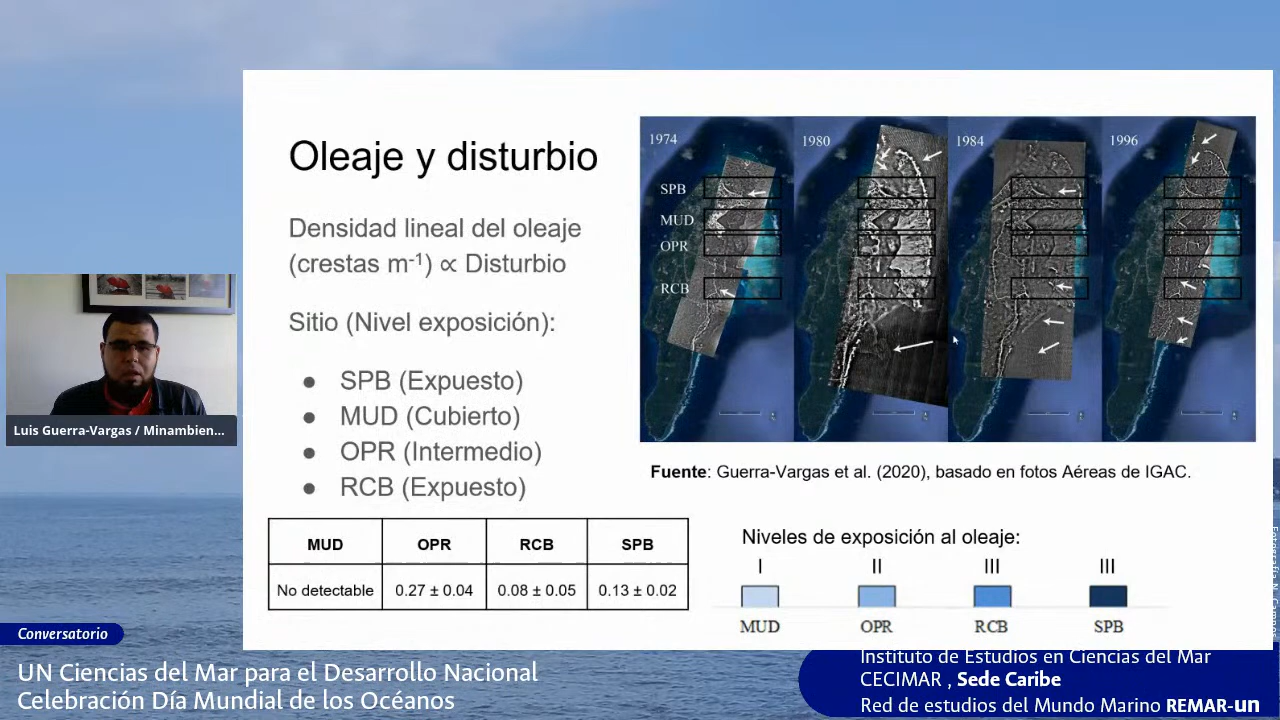 Oleaje y disturbio
Densidad lineal del oleaje
(crestas m⁻¹) ∝ Disturbio
Sitio (Nivel exposición):
● SPB (Expuesto)
● MUD (Cubierto)
● OPR (Intermedio)
● RCB (Expuesto)
MUD OPR RCB SPB
No detectable 0.27 ± 0.04 0.08 ± 0.05 0.13 ± 0.02
1974 1980 1984 1996
SPB
MUD
OPR
RCB
Fuente: Guerra-Vargas et al. (2020), basado en fotos Aéreas de IGAC.
Niveles de exposición al oleaje:
I II III III
MUD OPR RCB SPB
Luis Guerra-Vargas / Minambien...
Fotografía N. Campos
Conversatorio
UN Ciencias del Mar para el Desarrollo Nacional
Celebración Día Mundial de los Océanos
Instituto de Estudios en Ciencias del Mar
CECIMAR , Sede Caribe
Red de estudios del Mundo Marino REMAR-un